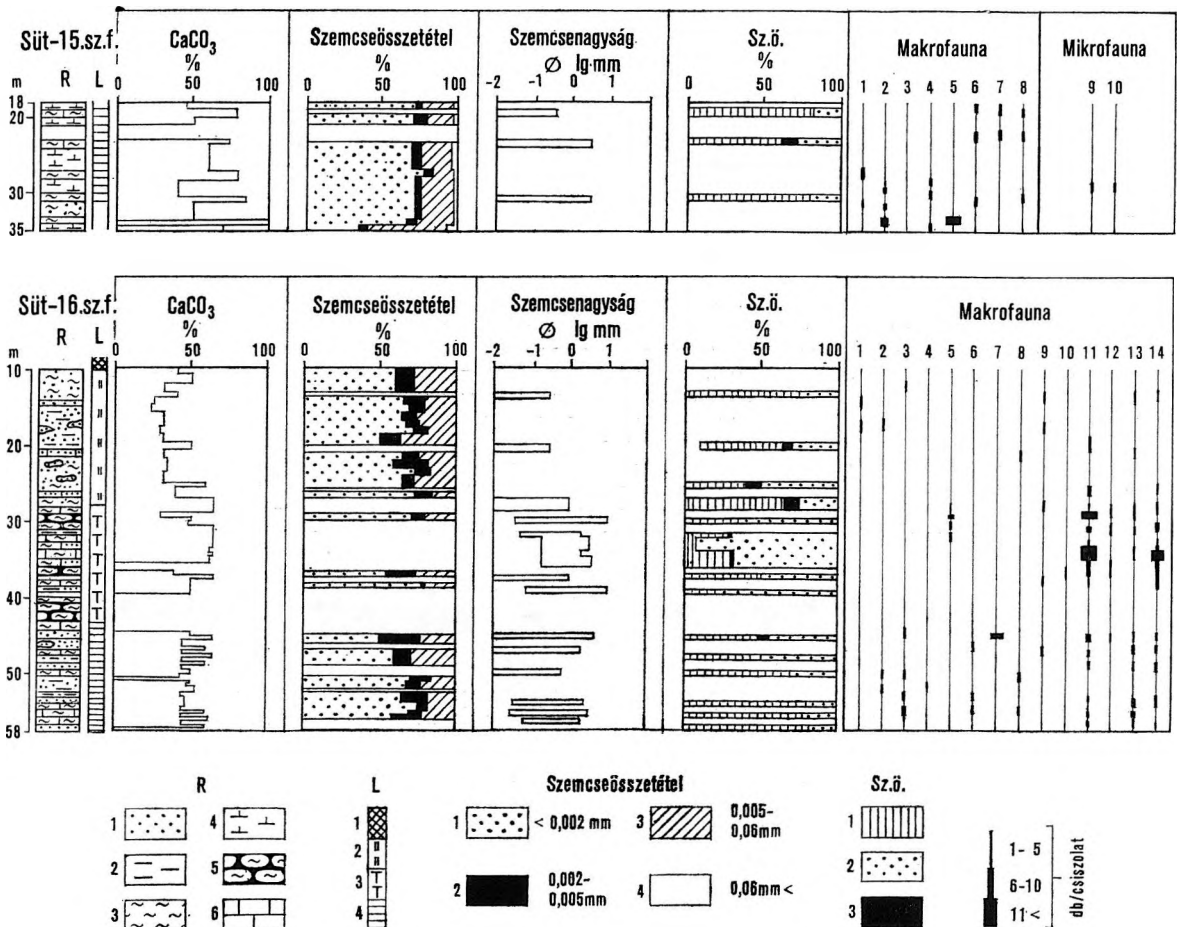 Süt-15.sz.f. CaCO3 Szemcseösszetétel Szemcsenagyság Sz.ö. Makrofauna Mikrofauna
% % Ø lg mm %
m R L 0 50 100 0 50 100 -2 -1 0 1 0 50 100 1 2 3 4 5 6 7 8 9 10
18
20
30
35
Süt-16.sz.f. CaCO3 Szemcseösszetétel Szemcsenagyság Sz.ö. Makrofauna
% % Ø lg mm %
m R L 0 50 100 0 50 100 -2 -1 0 1 0 50 100 1 2 3 4 5 6 7 8 9 10 11 12 13 14
10
20
30
40
50
58
R L Szemcseösszetétel Sz.ö.
1 4 1 1 < 0,002 mm 3 0,005-0,06mm 1 1 - 5
2 5 2 2 0,002-0,005mm 4 0,06mm < 2 6-10
3 6 3 3 11 <
4
db/csiszolat